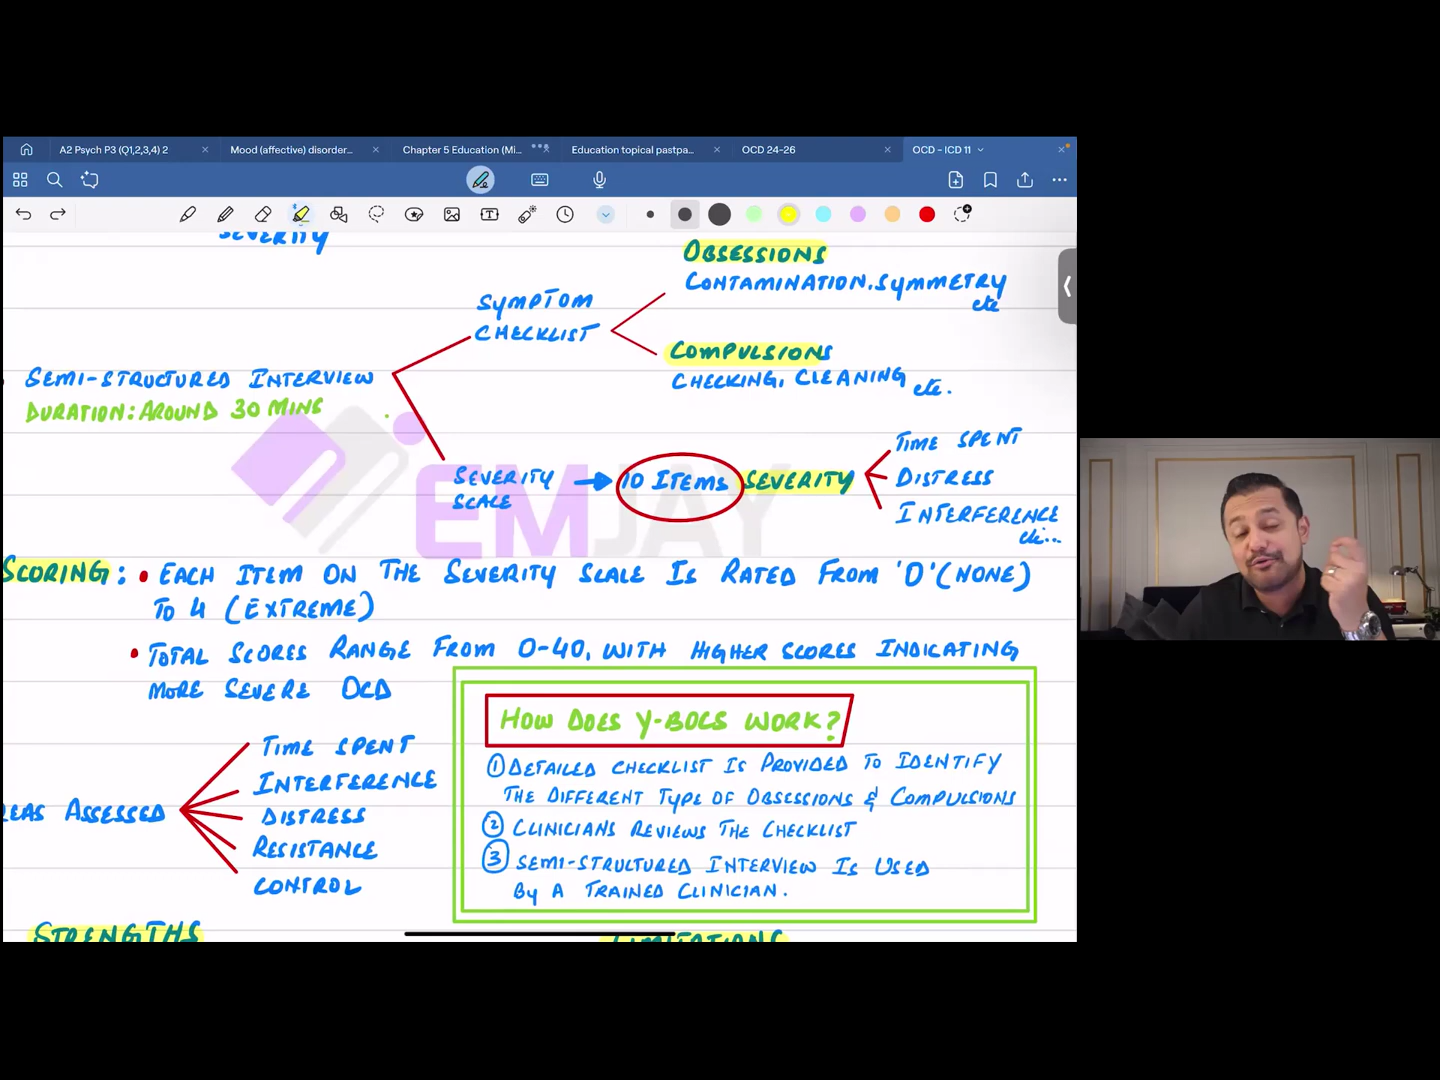 A2 Psych P3 (Q1,2,3,4) 2
Mood (affective) disorder...
Chapter 5 Education (Mi...
Education topical pastpa...
OCD 24-26
OCD - ICD 11
SEVERITY
OBSESSIONS
CONTAMINATION, SYMMETRY
etc
SYMPTOM
CHECKLIST
COMPULSIONS
CHECKING, CLEANING etc.
SEMI-STRUCTURED INTERVIEW
DURATION: AROUND 30 MINS
SEVERITY
SCALE
10 ITEMS SEVERITY
TIME SPENT
DISTRESS
INTERFERENCE
etc...
EMJAY
SCORING: • EACH ITEM ON THE SEVERITY SCALE IS RATED FROM '0' (NONE)
TO 4 (EXTREME)
• TOTAL SCORES RANGE FROM 0-40, WITH HIGHER SCORES INDICATING
MORE SEVERE OCD
HOW DOES Y-BOCS WORK?
① DETAILED CHECKLIST IS PROVIDED TO IDENTIFY
THE DIFFERENT TYPE OF OBSESSIONS & COMPULSIONS
② CLINICIANS REVIEWS THE CHECKLIST
③ SEMI-STRUCTURED INTERVIEW IS USED
BY A TRAINED CLINICIAN.
REAS ASSESSED
TIME SPENT
INTERFERENCE
DISTRESS
RESISTANCE
CONTROL
STRENGTHS
LIMITATIONS